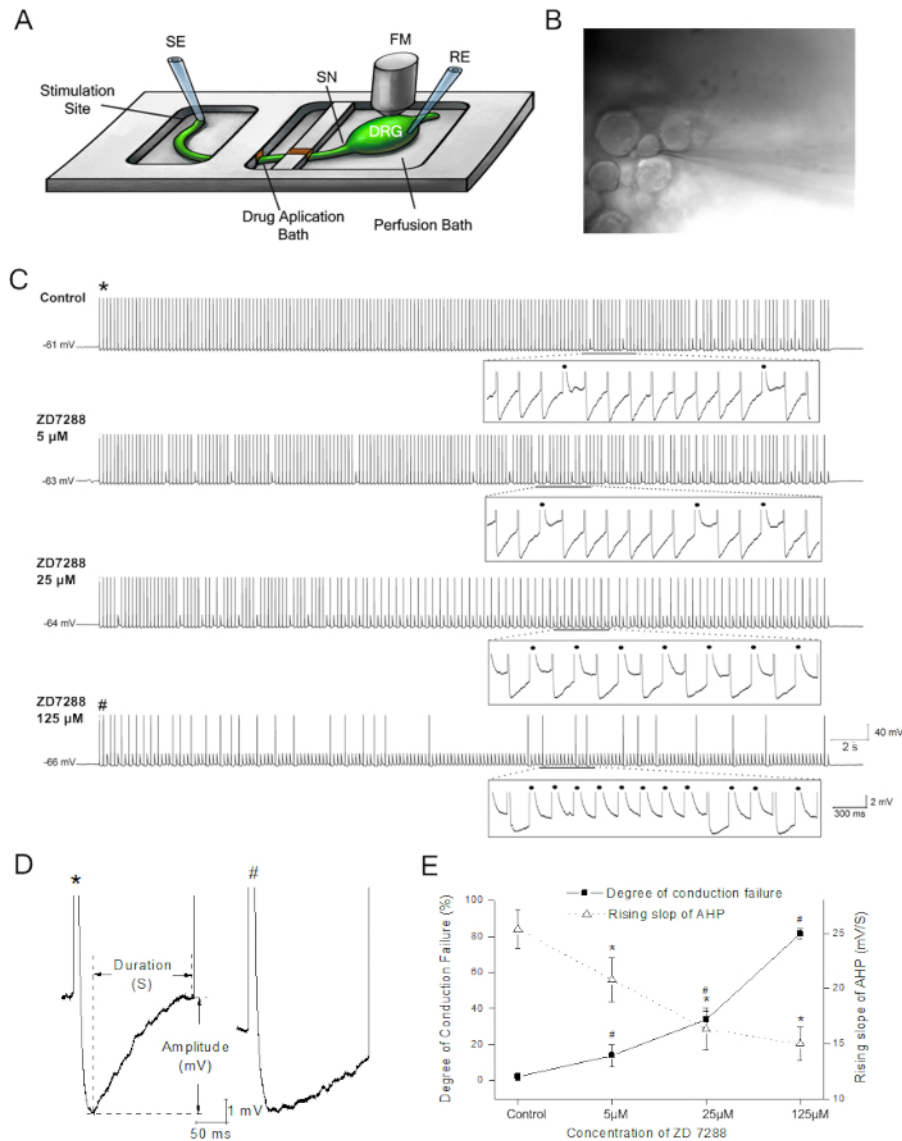 A
SE
Stimulation
Site
SN
FM
RE
DRG
Drug Aplication
Bath
Perfusion Bath
B
C
*
Control
-61 mV
ZD7288
5 µM
-63 mV
ZD7288
25 µM
-64 mV
ZD7288
125 µM
#
-66 mV
40 mV
2 s
2 mV
300 ms
D
*
#
Duration
(S)
Amplitude
(mV)
1 mV
50 ms
E
Degree of conduction failure
Rising slop of AHP
Degree of Conduction Failure (%)
100
80
60
40
20
0
Rising slope of AHP (mV/S)
25
20
15
10
*
#
#
*
#
*
Control
5µM
25µM
125µM
Concentration of ZD 7288